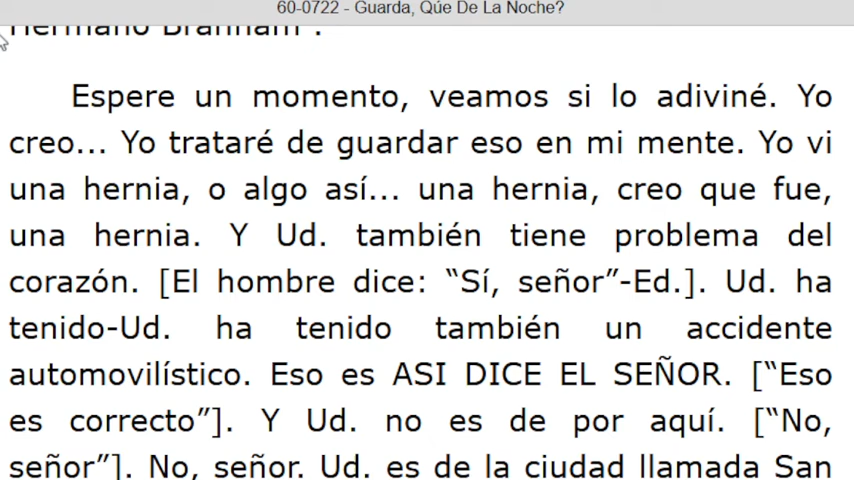 60-0722 - Guarda, Qúe De La Noche?
Hermano Branham".
Espere un momento, veamos si lo adiviné. Yo
creo... Yo trataré de guardar eso en mi mente. Yo vi
una hernia, o algo así... una hernia, creo que fue,
una hernia. Y Ud. también tiene problema del
corazón. [El hombre dice: “Sí, señor”-Ed.]. Ud. ha
tenido-Ud. ha tenido también un accidente
automovilístico. Eso es ASI DICE EL SEÑOR. [“Eso
es correcto”]. Y Ud. no es de por aquí. [“No,
señor”]. No, señor. Ud. es de la ciudad llamada San